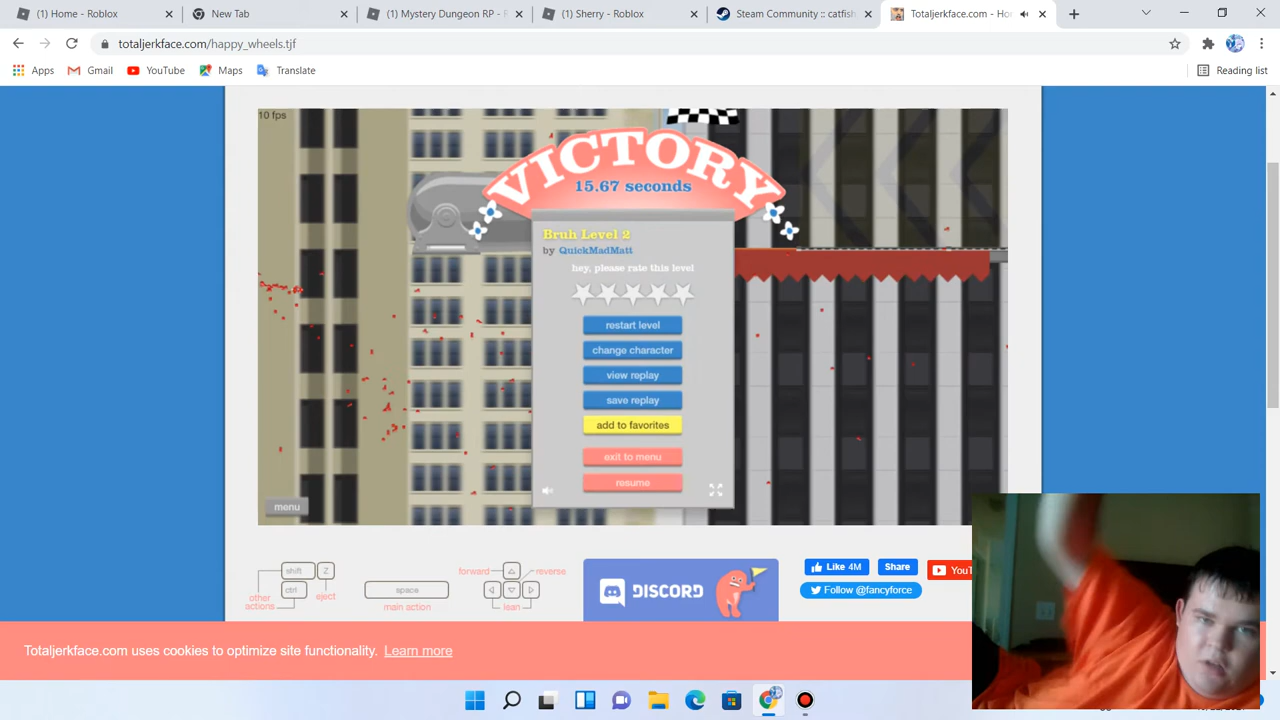 Home - Roblox
New Tab
(1) Mystery Dungeon RP - R
(1) Sherry - Roblox
Steam Community :: catfish
Totaljerkface.com - Ho
totaljerkface.com/happy_wheels.tjf
Apps
Gmail
YouTube
Maps
Translate
Reading list
10 fps
VICTORY
15.67 seconds
Bruh Level 2
by QuickMadMatt
hey, please rate this level
restart level
change character
view replay
save replay
add to favorites
exit to menu
resume
menu
shift
Z
ctrl
other
actions
eject
space
main action
forward
reverse
lean
DISCORD
Like 4M
Share
YouT
Follow @fancyforce
Totaljerkface.com uses cookies to optimize site functionality. Learn more